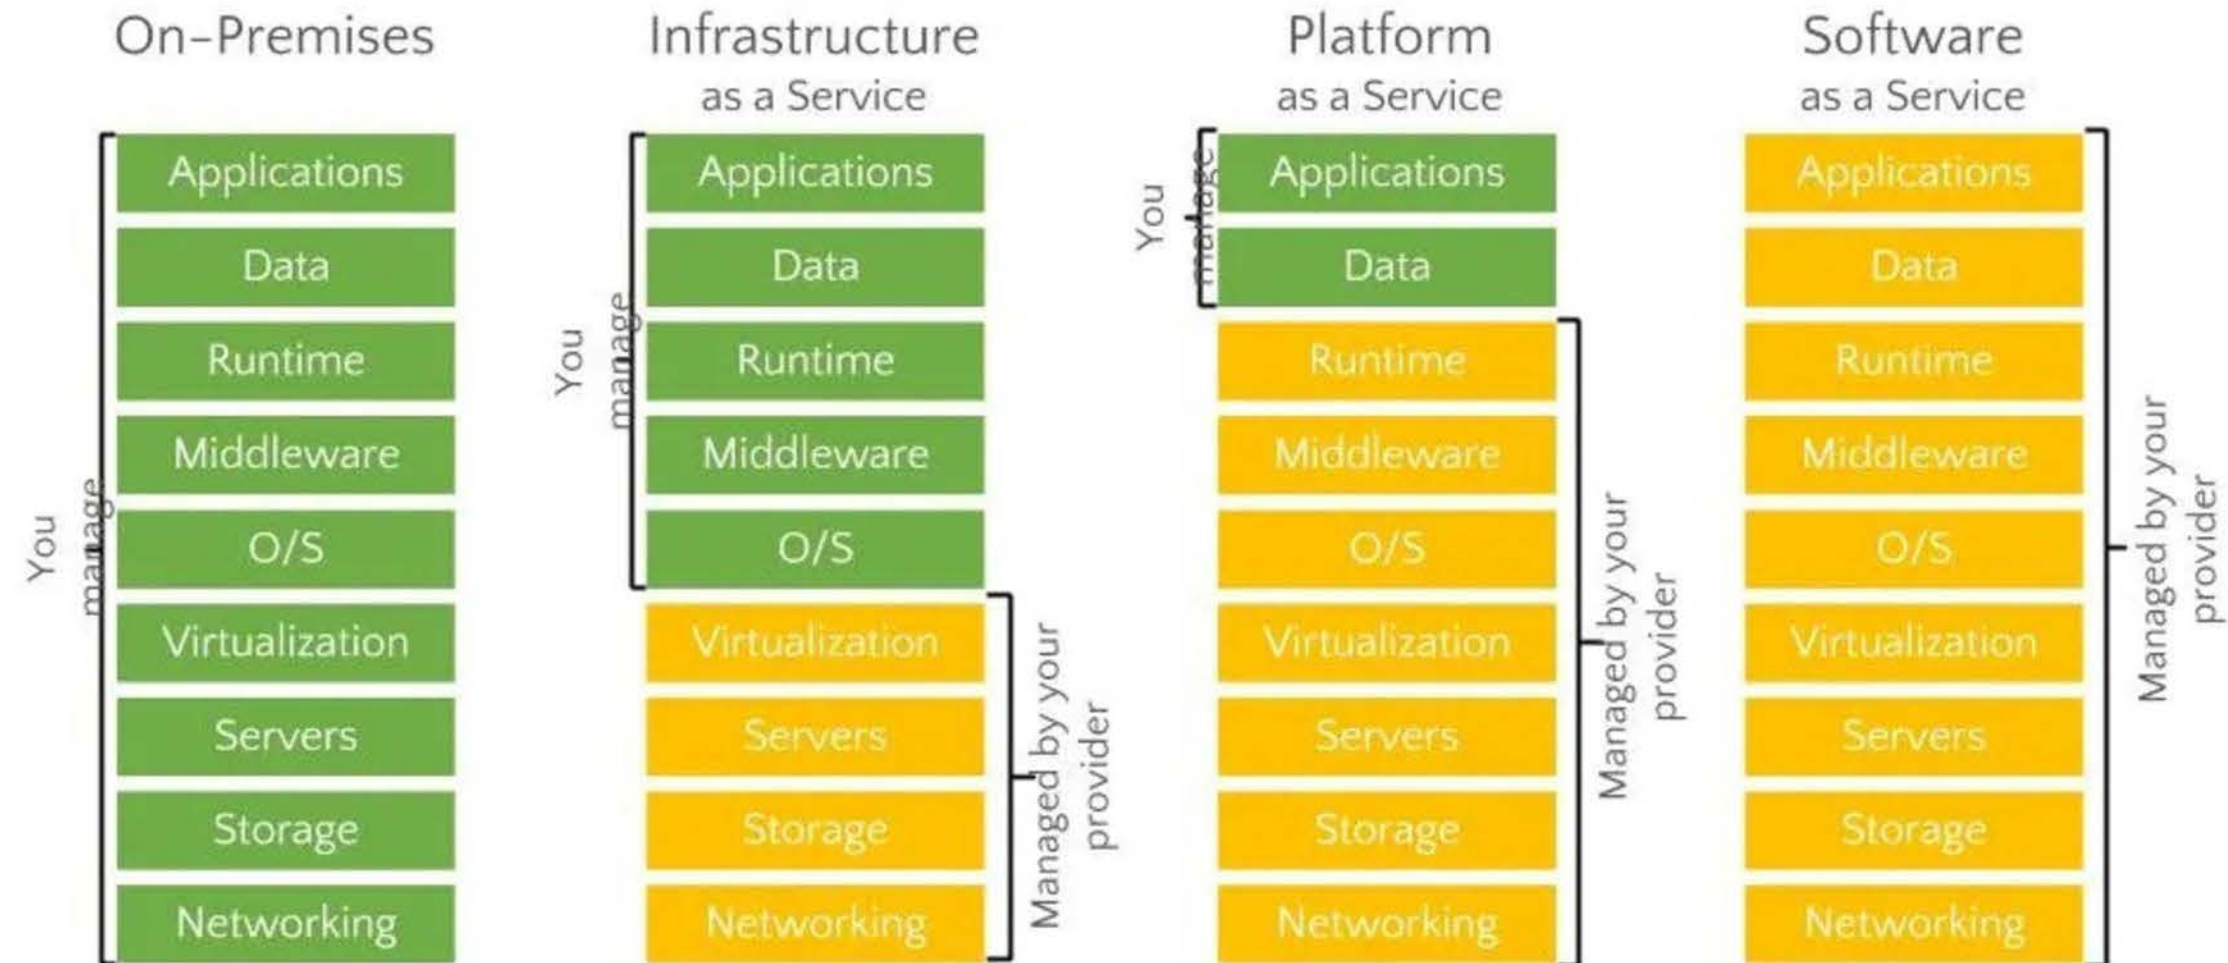 On-Premises
You
manage
Applications
Data
Runtime
Middleware
O/S
Virtualization
Servers
Storage
Networking
Infrastructure
as a Service
You
manage
Applications
Data
Runtime
Middleware
O/S
Virtualization
Servers
Storage
Networking
Managed by your
provider
Platform
as a Service
You
manage
Applications
Data
Runtime
Middleware
O/S
Virtualization
Servers
Storage
Networking
Managed by your
provider
Software
as a Service
Applications
Data
Runtime
Middleware
O/S
Virtualization
Servers
Storage
Networking
Managed by your
provider